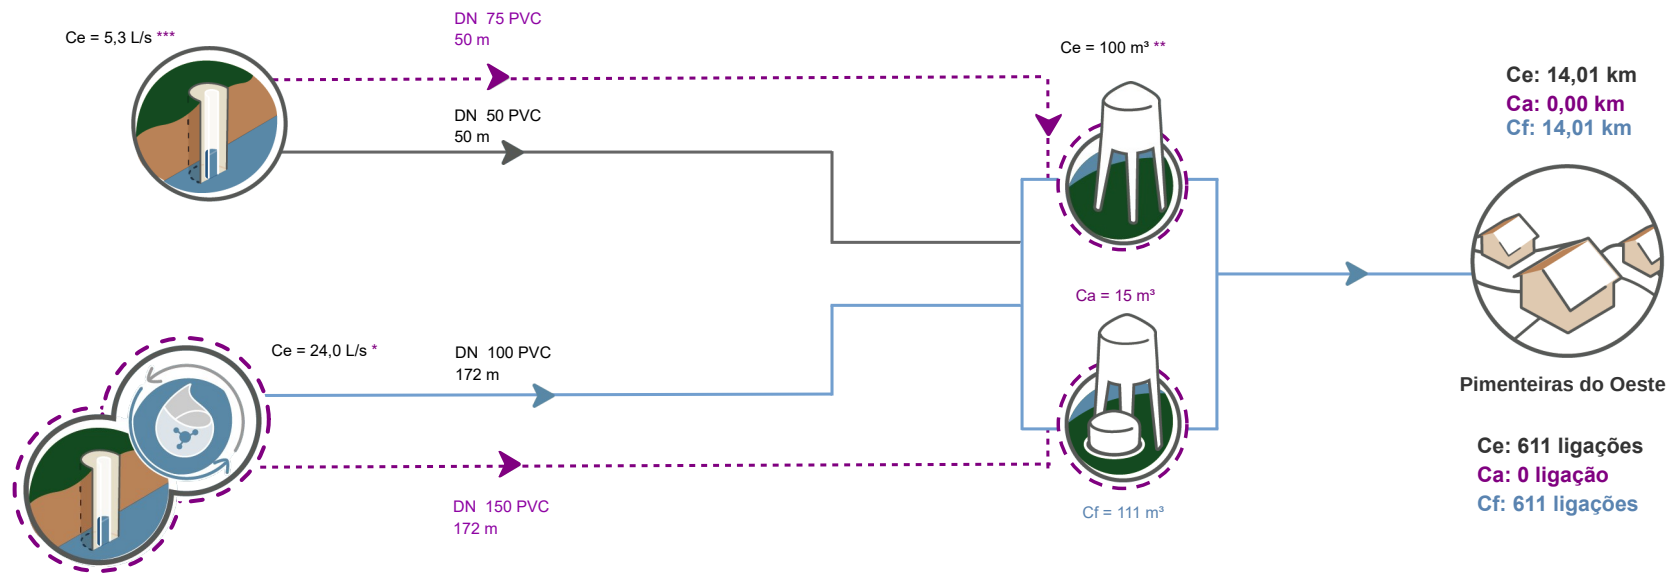 Ce = 5,3 L/s ***
DN 75 PVC
50 m
DN 50 PVC
50 m
Ce = 100 m³ **
Ce: 14,01 km
Ca: 0,00 km
Cf: 14,01 km
Ca = 15 m³
Ce = 24,0 L/s *
DN 100 PVC
172 m
DN 150 PVC
172 m
Cf = 111 m³
Pimenteiras do Oeste
Ce: 611 ligações
Ca: 0 ligação
Cf: 611 ligações